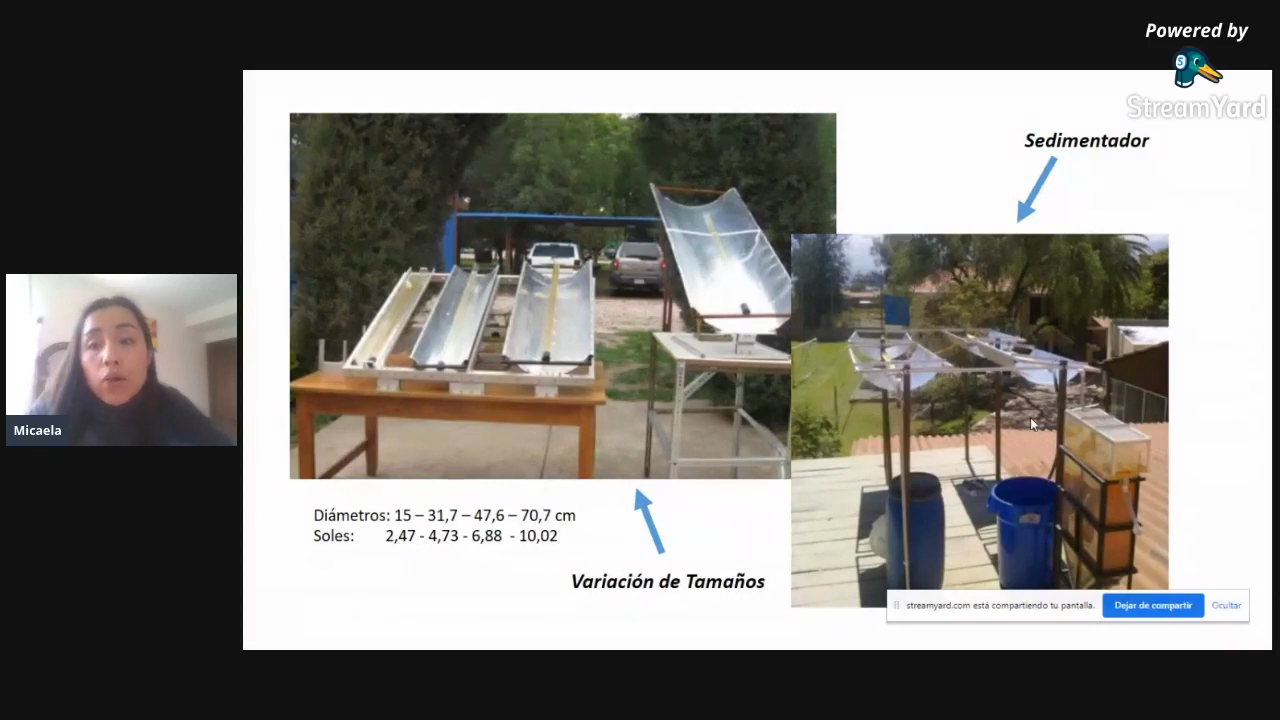 Powered by
StreamYard
Sedimentador
Micaela
Diámetros: 15 – 31,7 – 47,6 – 70,7 cm
Soles: 2,47 - 4,73 - 6,88 - 10,02
Variación de Tamaños
streamyard.com está compartiendo tu pantalla.
Dejar de compartir
Ocultar